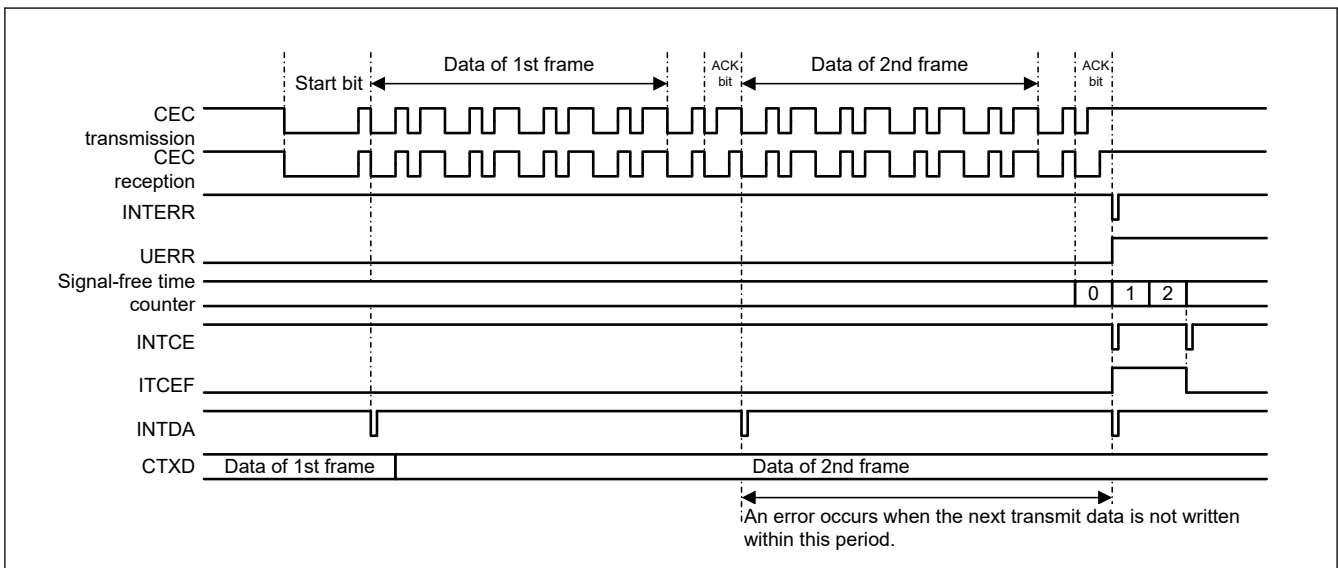 Start bit
Data of 1st frame
ACK
bit
Data of 2nd frame
ACK
bit
CEC
transmission
CEC
reception
INTERR
UERR
Signal-free time
counter
0 1 2
INTCE
ITCEF
INTDA
CTXD Data of 1st frame Data of 2nd frame
An error occurs when the next transmit data is not written
within this period.